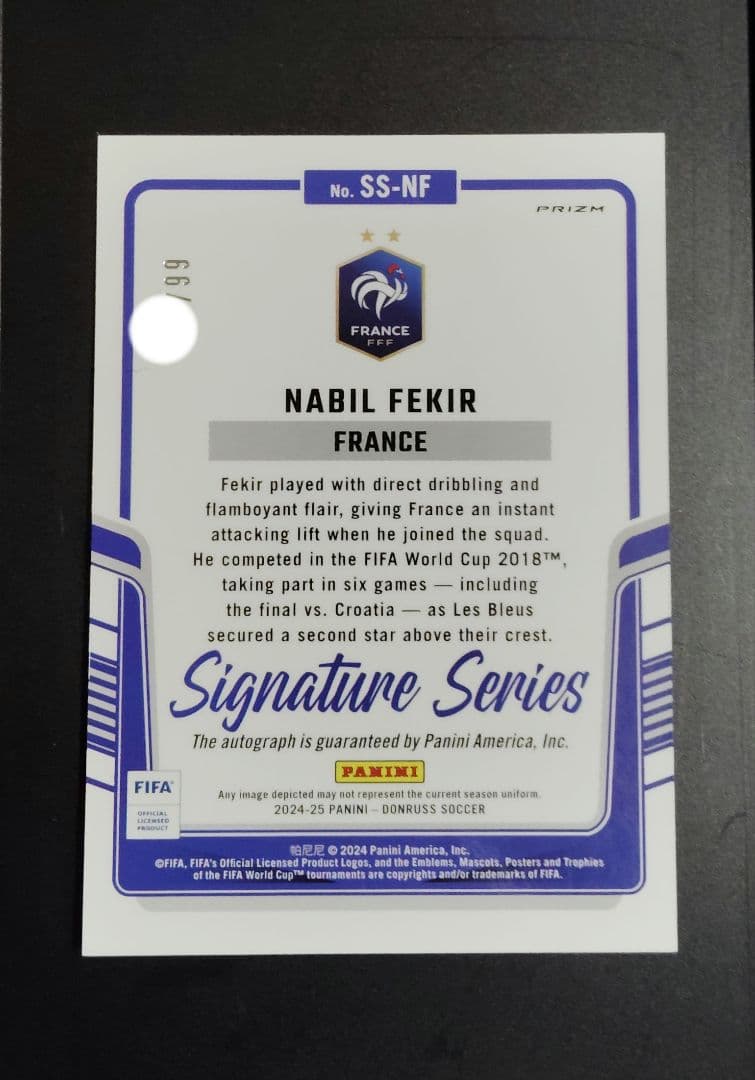 No. SS-NF
PRIZM
/99
FRANCE
FFF
NABIL FEKIR
FRANCE
Fekir played with direct dribbling and
flamboyant flair, giving France an instant
attacking lift when he joined the squad.
He competed in the FIFA World Cup 2018™,
taking part in six games — including
the final vs. Croatia — as Les Bleus
secured a second star above their crest.
Signature Series
The autograph is guaranteed by Panini America, Inc.
PANINI
Any image depicted may not represent the current season uniform.
2024-25 PANINI – DONRUSS SOCCER
FIFA®
OFFICIAL
LICENSED
PRODUCT
帕尼尼 © 2024 Panini America, Inc.
©FIFA, FIFA's Official Licensed Product Logos, and the Emblems, Mascots, Posters and Trophies
of the FIFA World Cup™ tournaments are copyrights and/or trademarks of FIFA.